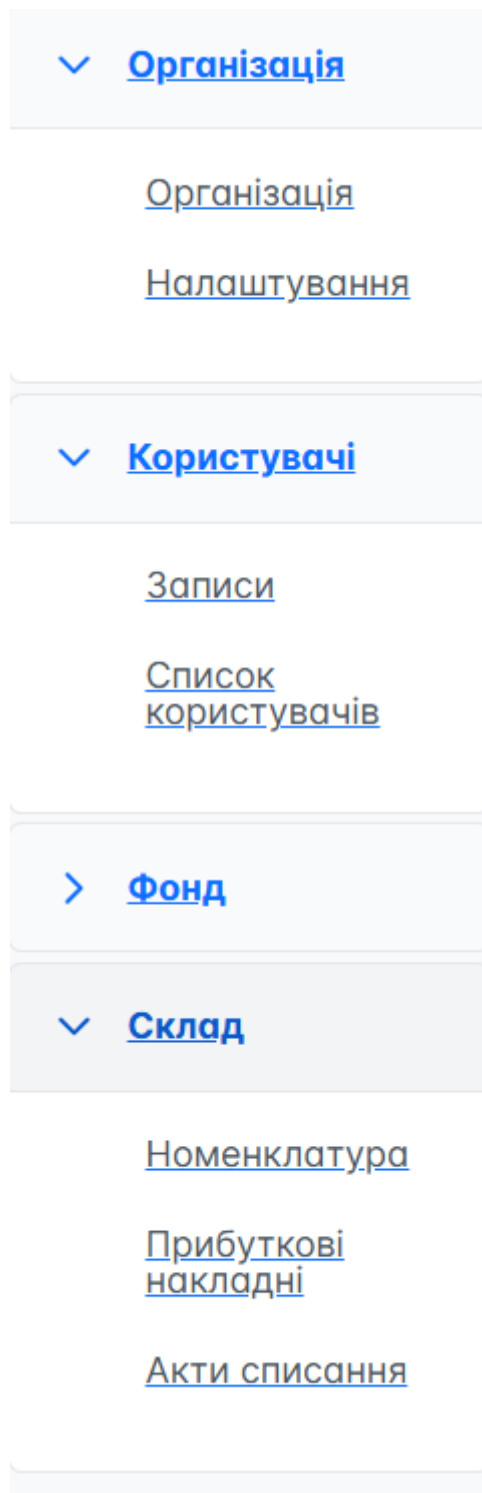 Організація
Організація
Налаштування
Користувачі
Записи
Список
користувачів
Фонд
Склад
Номенклатура
Прибуткові
накладні
Акти списання